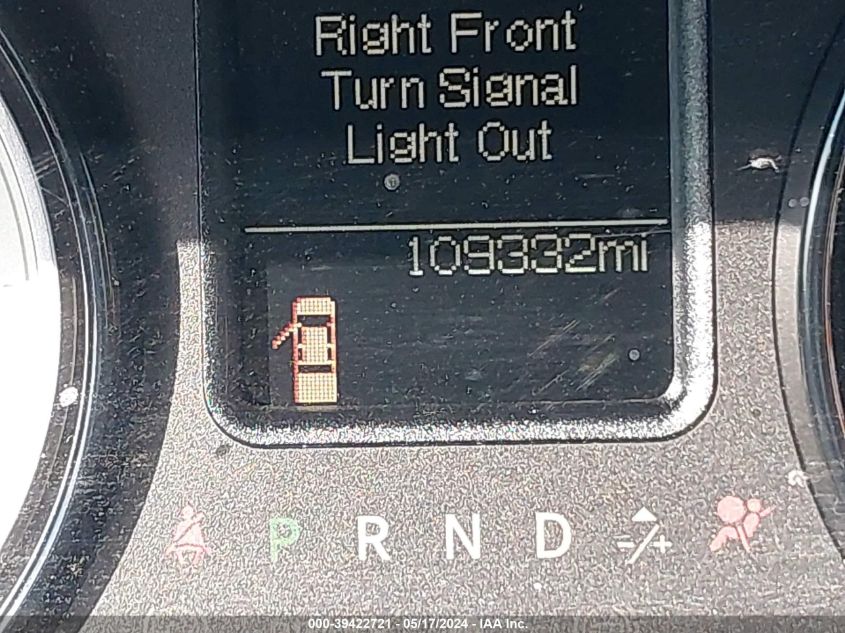 Right Front
Turn Signal
Light Out
109332mi
P R N D -/+
000-39422721 - 05/17/2024 - IAA Inc.